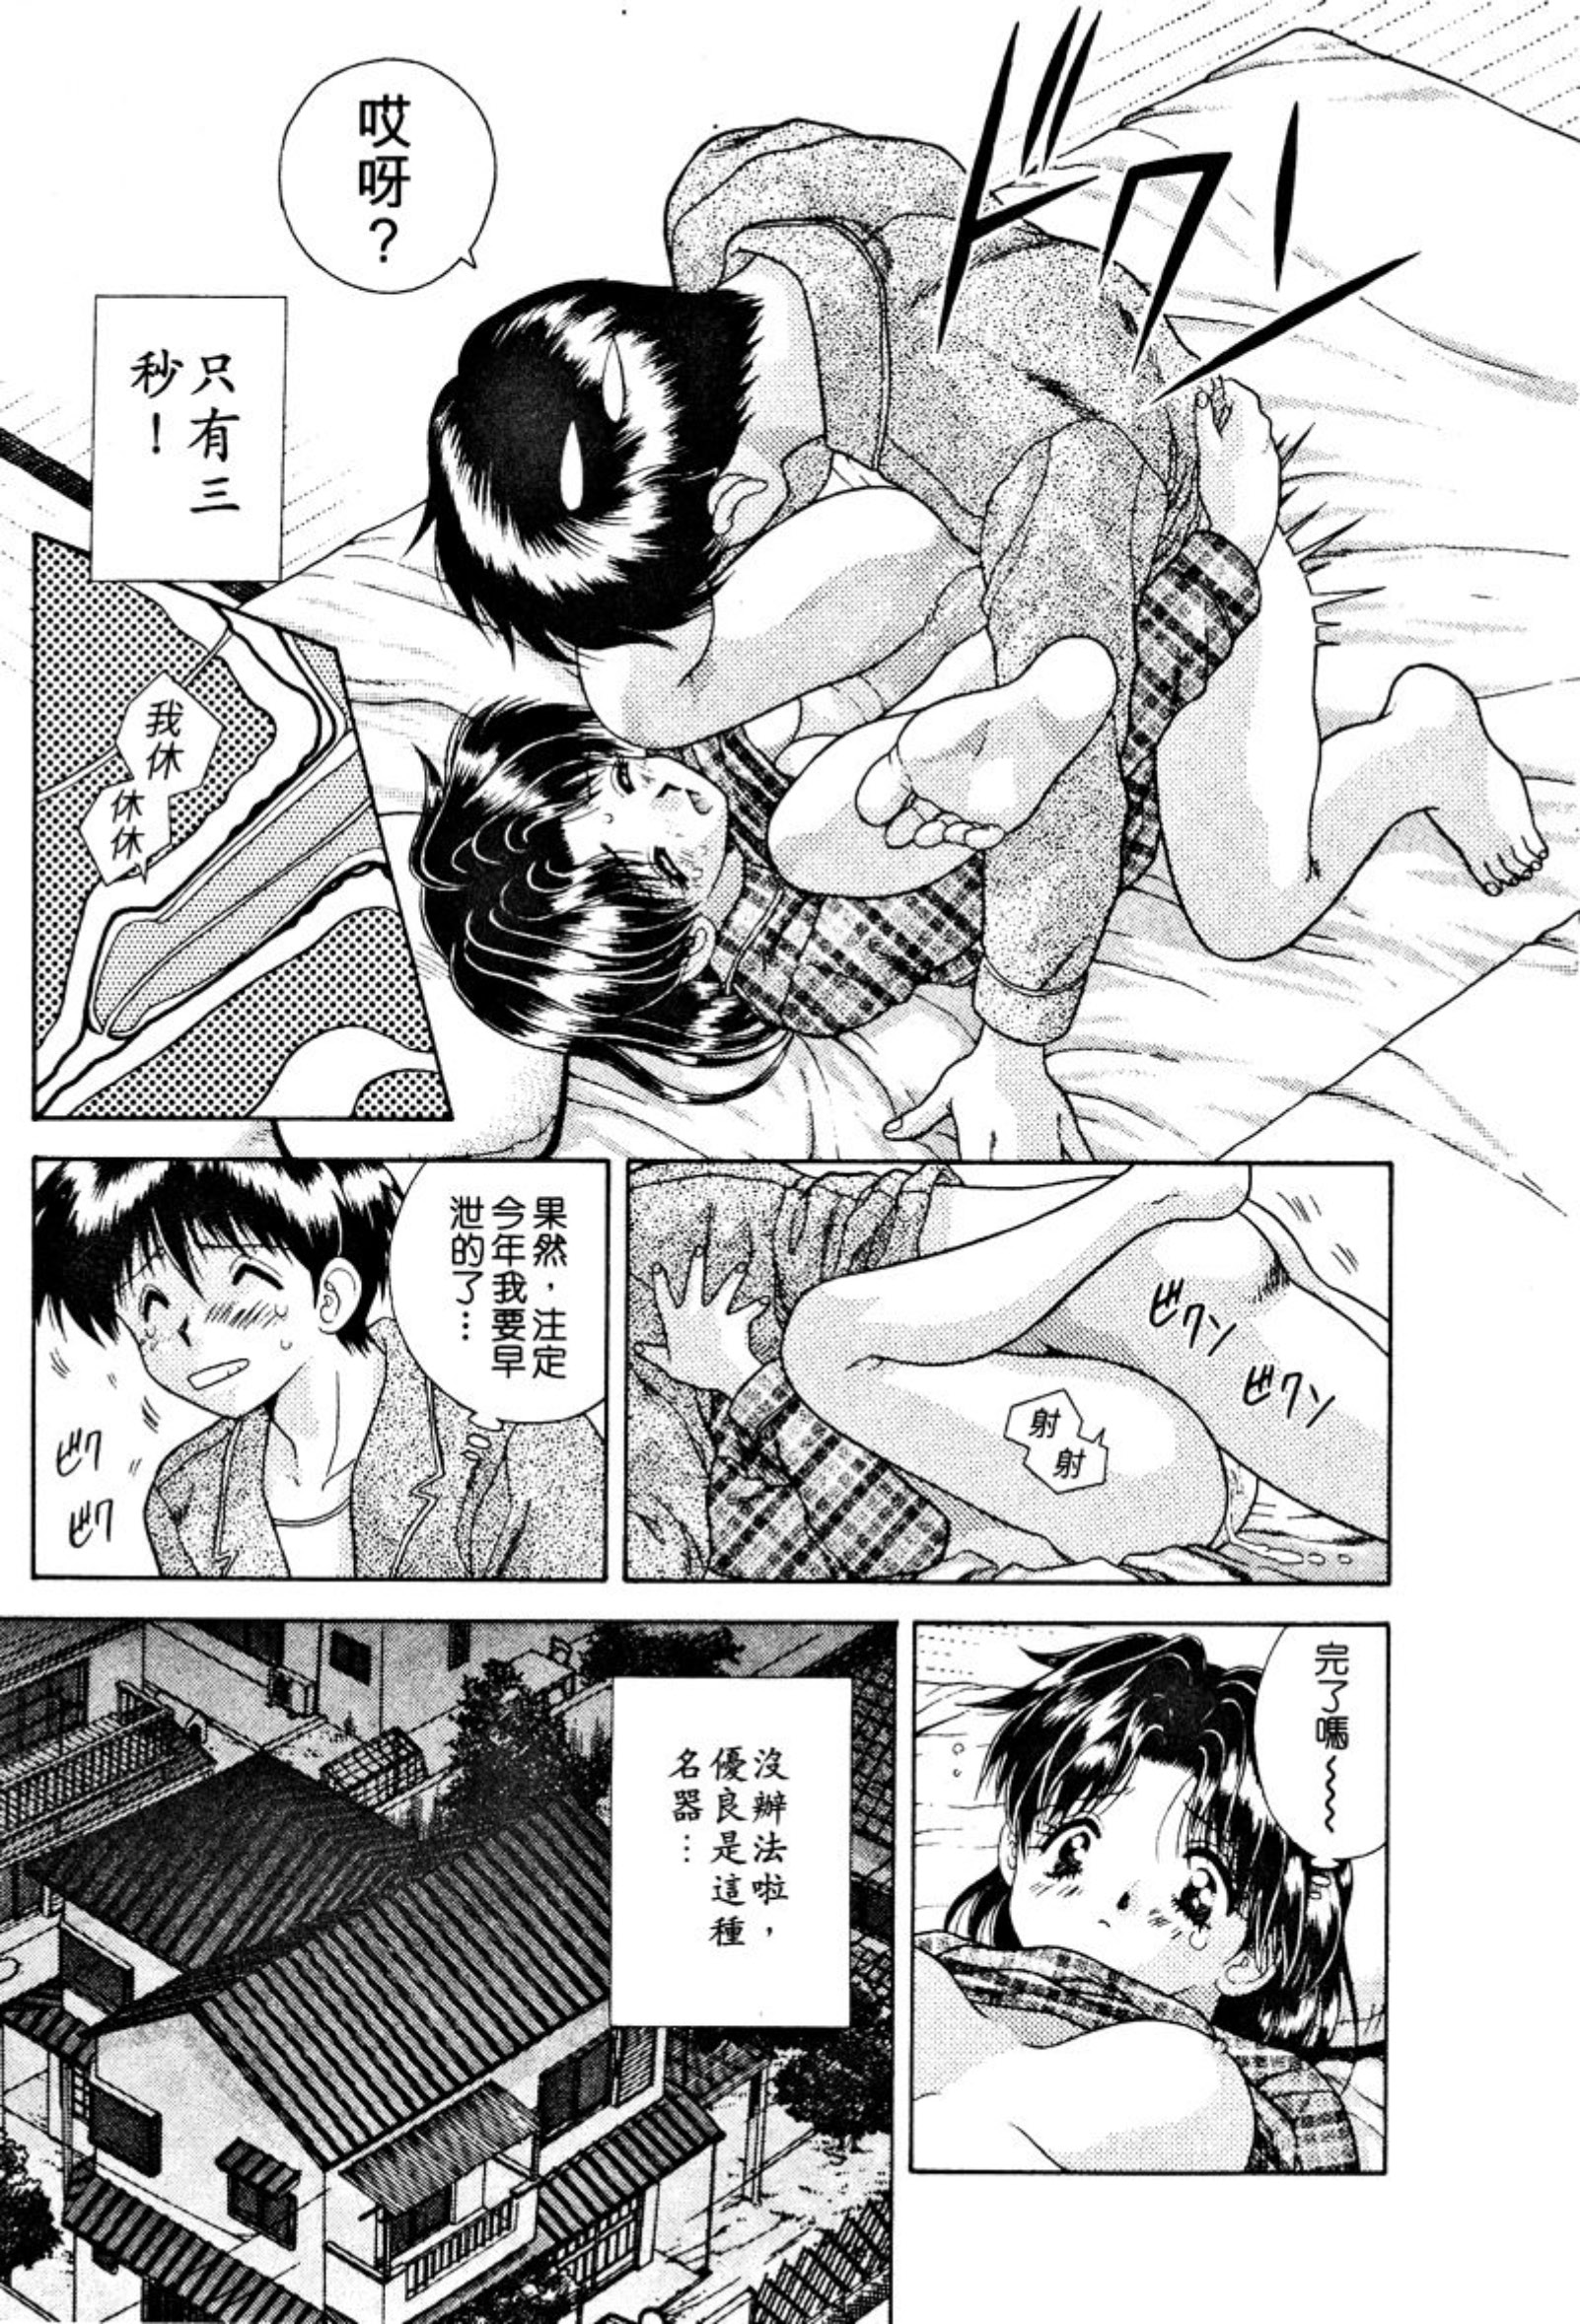 ドクン
哎呀？
只有三
秒！
我休
休休
ビクン
ビクン
射
射
果然，注定
今年我要早
泄的了…
ビク
ビク
完了嗎～～
沒辦法啦，
優良是這種
名器…